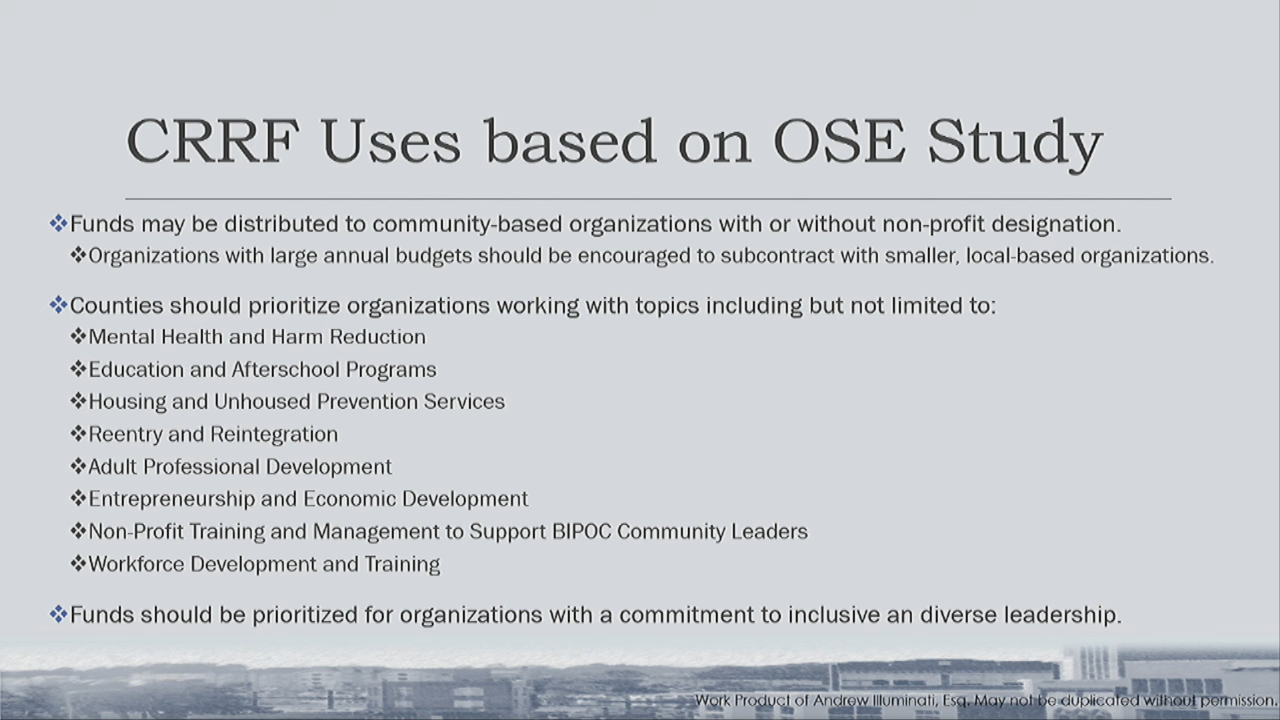 CRRF Uses based on OSE Study
❖Funds may be distributed to community-based organizations with or without non-profit designation.
❖Organizations with large annual budgets should be encouraged to subcontract with smaller, local-based organizations.
❖Counties should prioritize organizations working with topics including but not limited to:
❖Mental Health and Harm Reduction
❖Education and Afterschool Programs
❖Housing and Unhoused Prevention Services
❖Reentry and Reintegration
❖Adult Professional Development
❖Entrepreneurship and Economic Development
❖Non-Profit Training and Management to Support BIPOC Community Leaders
❖Workforce Development and Training
❖Funds should be prioritized for organizations with a commitment to inclusive an diverse leadership.
Work Product of Andrew Illuminati, Esq. May not be duplicated without permission.